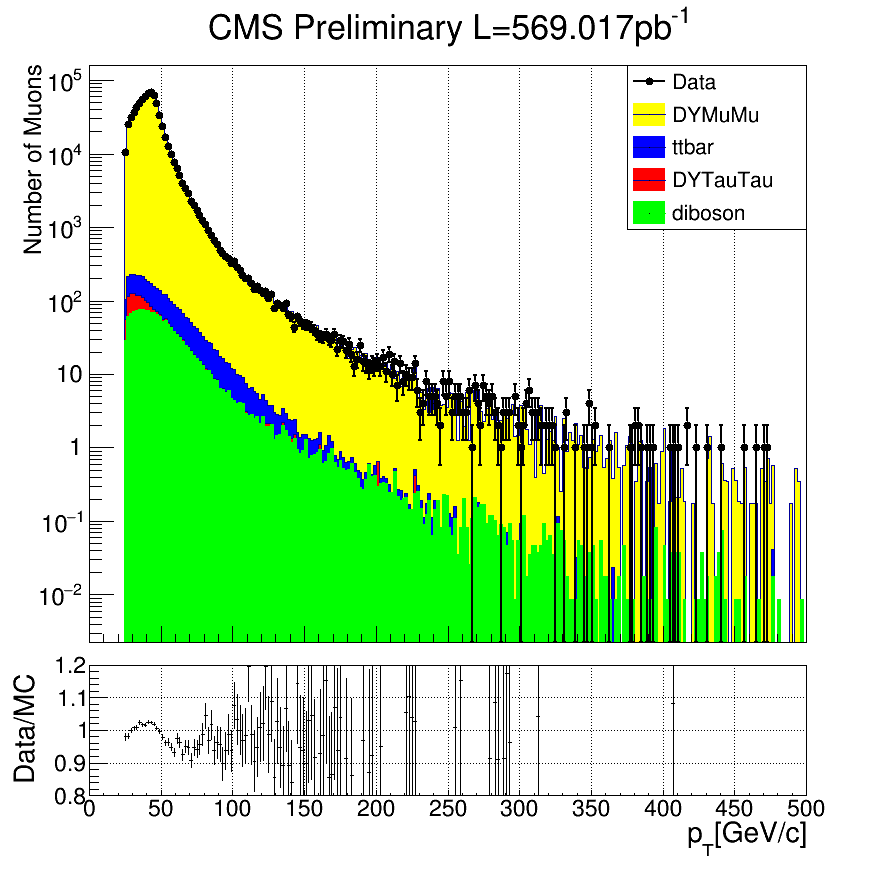 CMS Preliminary L=569.017pb⁻¹
Number of Muons
10⁵
10⁴
10³
10²
10
1
10⁻¹
10⁻²
Data
DYMuMu
ttbar
DYTauTau
diboson
Data/MC
1.2
1.1
1
0.9
0.8
0 50 100 150 200 250 300 350 400 450 500
p_T[GeV/c]